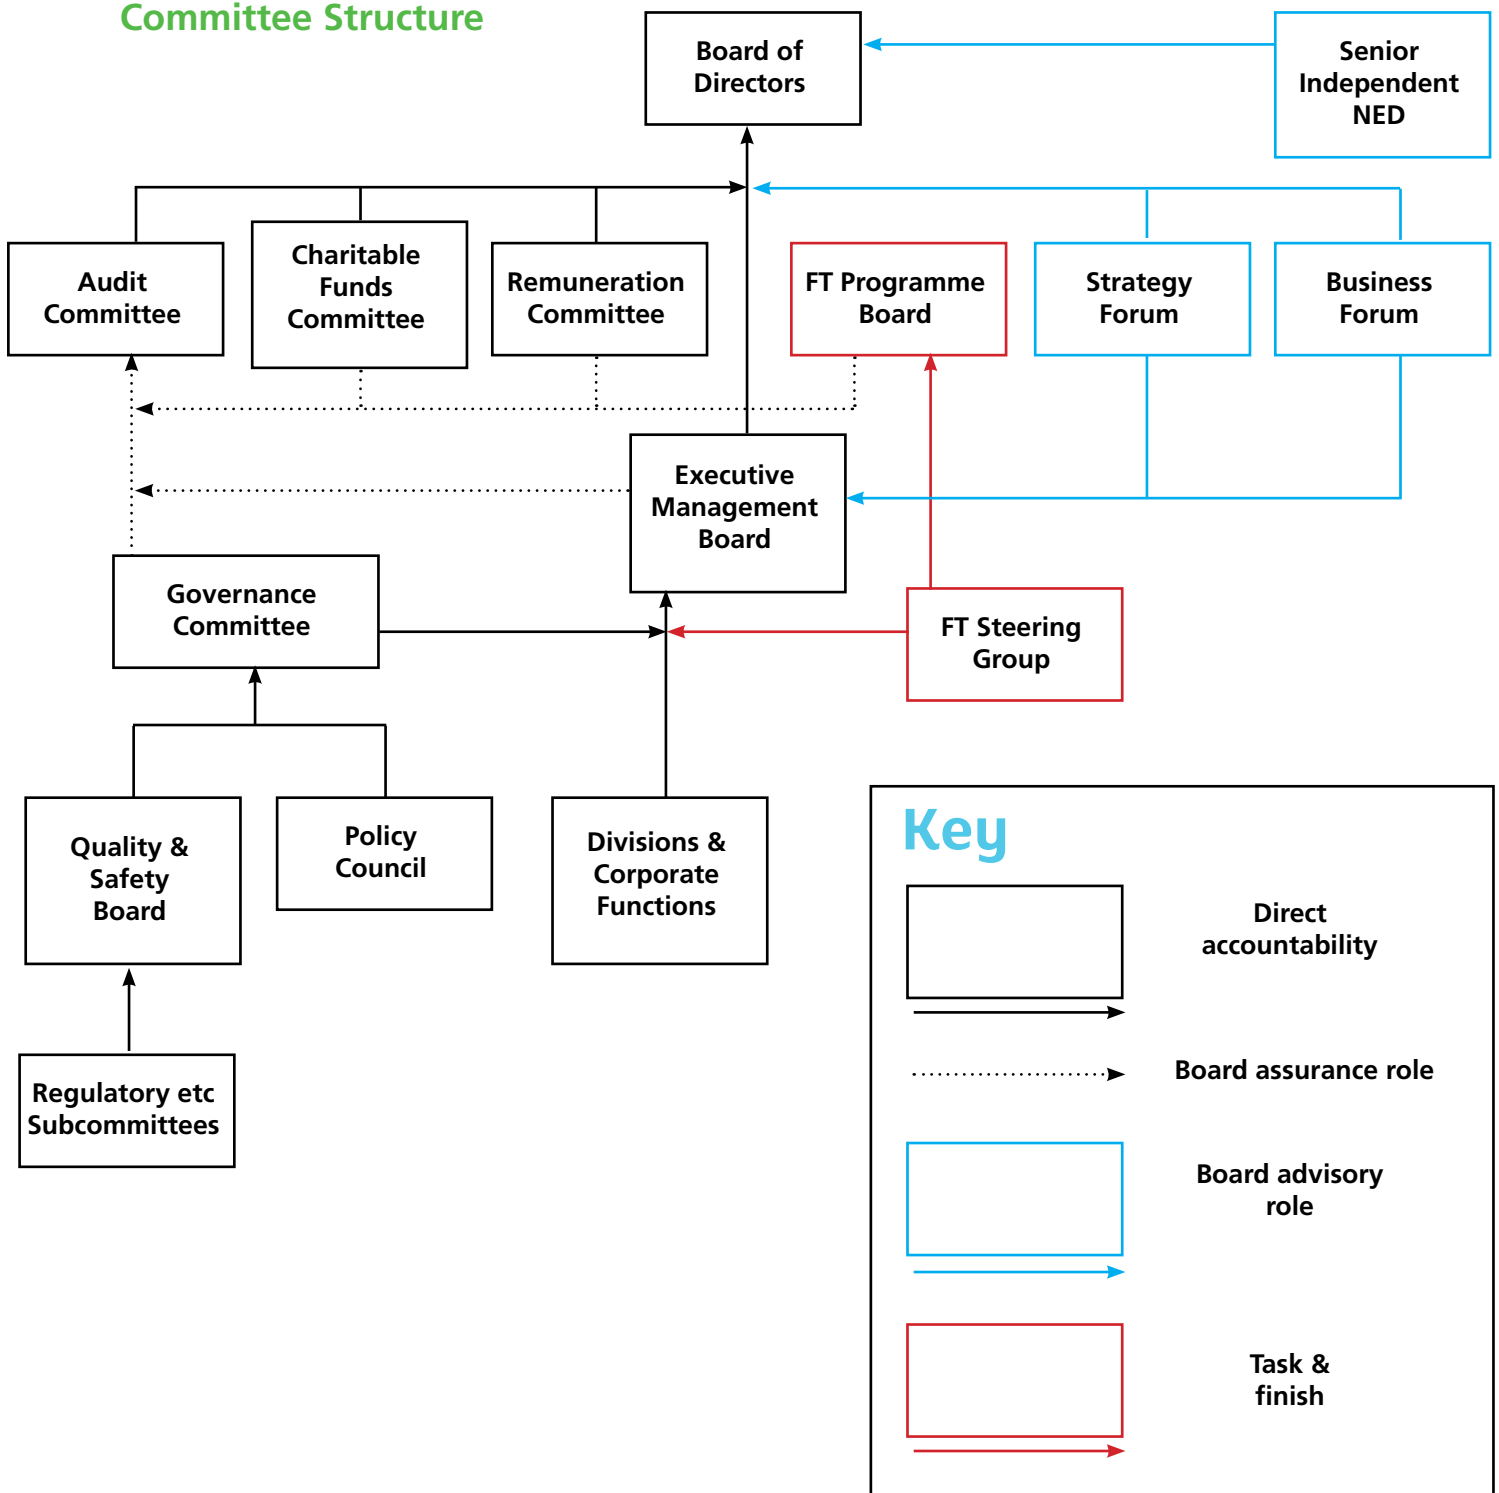 Committee Structure
Board of
Directors
Senior
Independent
NED
Audit
Committee
Charitable
Funds
Committee
Remuneration
Committee
FT Programme
Board
Strategy
Forum
Business
Forum
Executive
Management
Board
Governance
Committee
FT Steering
Group
Quality &
Safety
Board
Policy
Council
Divisions &
Corporate
Functions
Regulatory etc
Subcommittees
Key
Direct
accountability
Board assurance role
Board advisory
role
Task &
finish